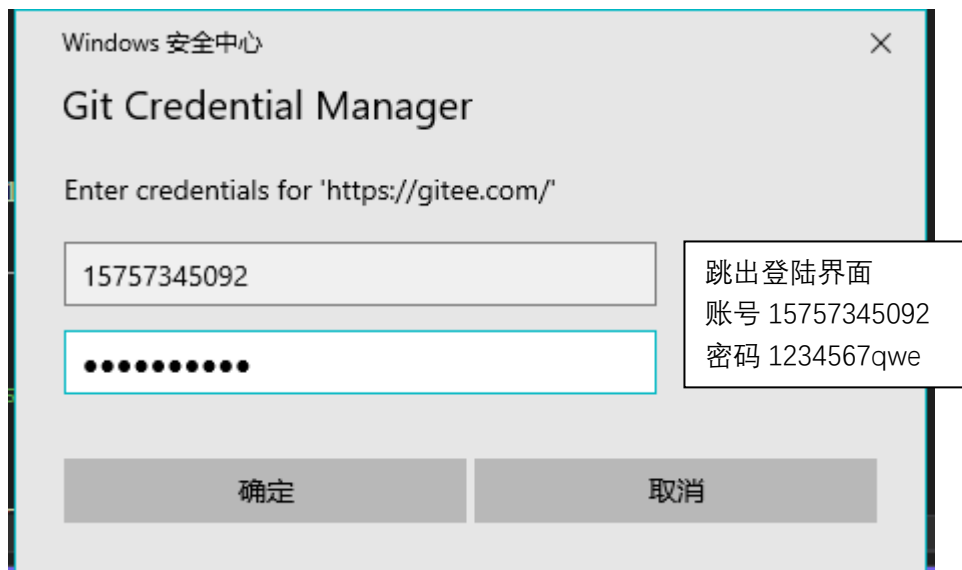 Windows 安全中心
Git Credential Manager
Enter credentials for 'https://gitee.com/'
15757345092
跳出登陆界面
账号 15757345092
密码 1234567qwe
●●●●●●●●●●
确定
取消